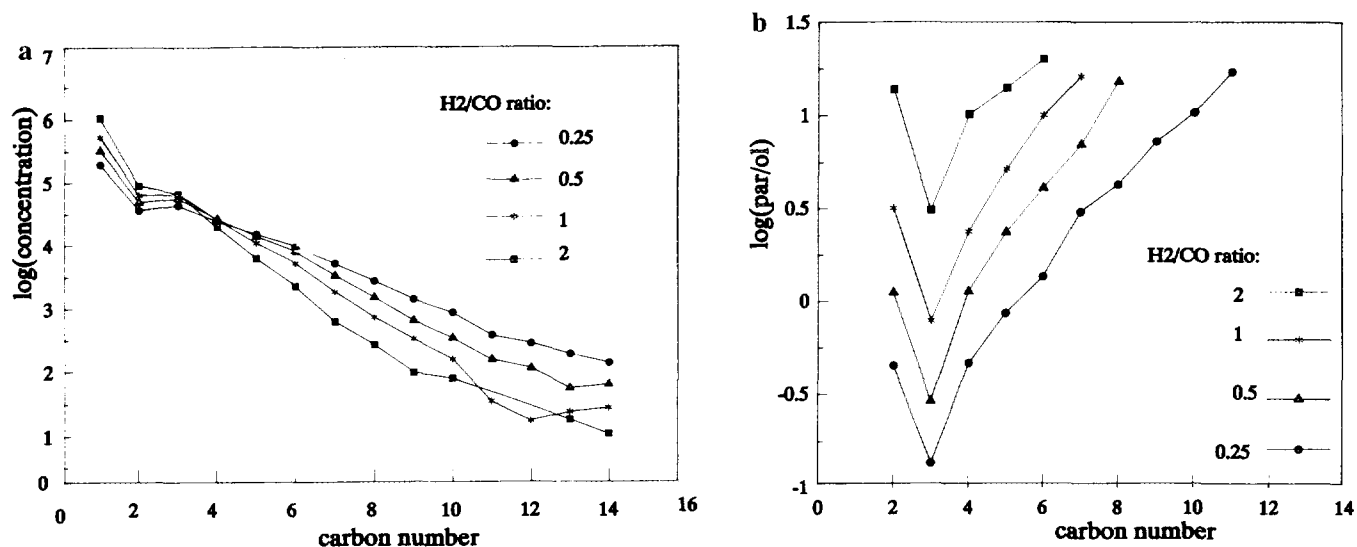 a
7
6
5
4
3
2
1
0
log(concentration)
H2/CO ratio:
0.25
0.5
1
2
0 2 4 6 8 10 12 14 16
carbon number
b
1.5
1
0.5
0
-0.5
-1
log(par/ol)
H2/CO ratio:
2
1
0.5
0.25
0 2 4 6 8 10 12 14
carbon number